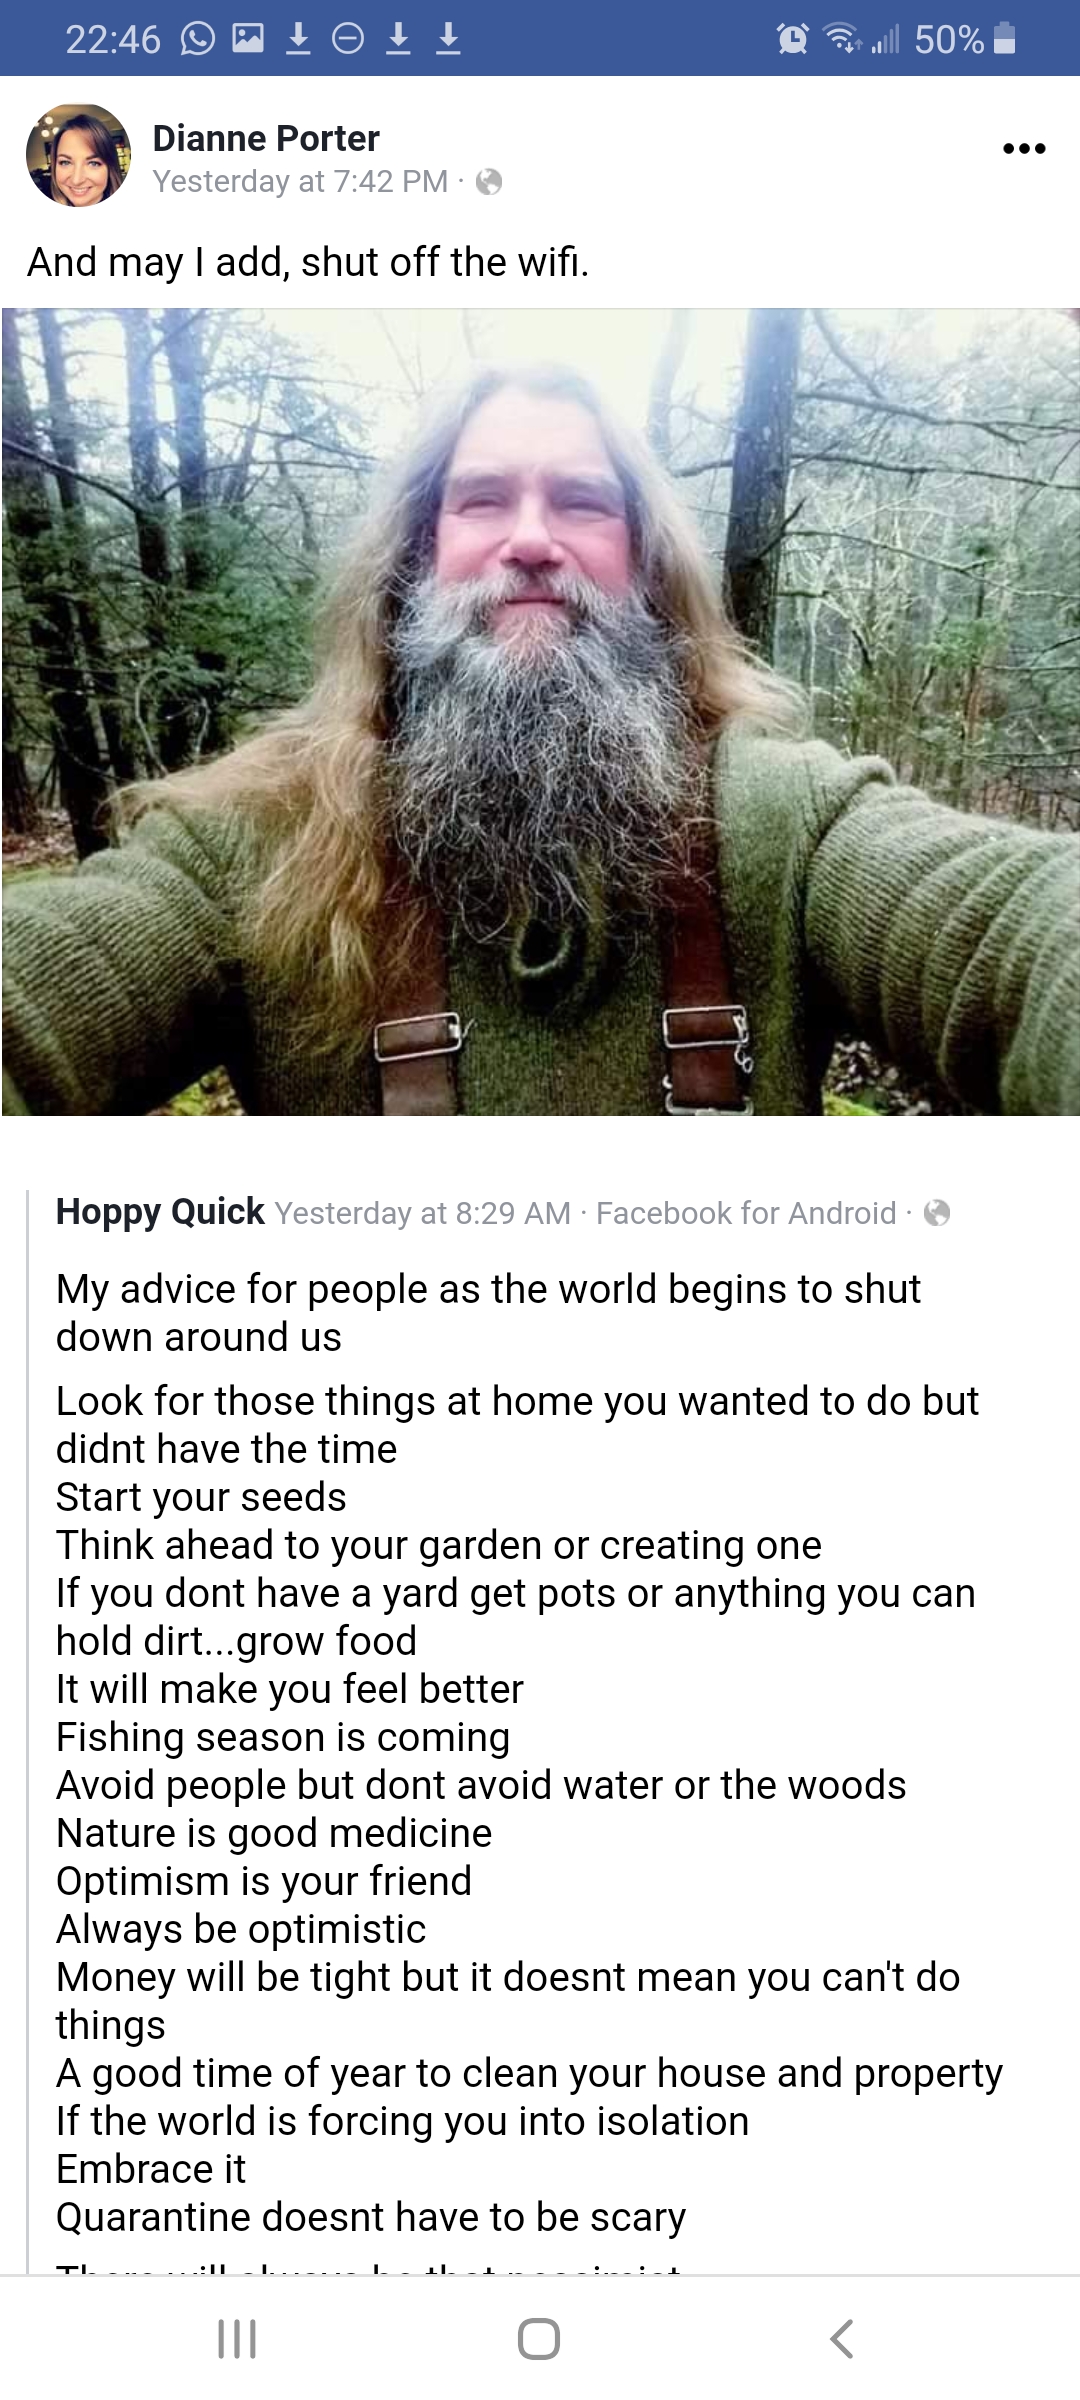 22:46 50%
Dianne Porter
Yesterday at 7:42 PM ·
And may I add, shut off the wifi.
Hoppy Quick Yesterday at 8:29 AM · Facebook for Android ·
My advice for people as the world begins to shut
down around us
Look for those things at home you wanted to do but
didnt have the time
Start your seeds
Think ahead to your garden or creating one
If you dont have a yard get pots or anything you can
hold dirt...grow food
It will make you feel better
Fishing season is coming
Avoid people but dont avoid water or the woods
Nature is good medicine
Optimism is your friend
Always be optimistic
Money will be tight but it doesnt mean you can't do
things
A good time of year to clean your house and property
If the world is forcing you into isolation
Embrace it
Quarantine doesnt have to be scary
There will always be that pessimist